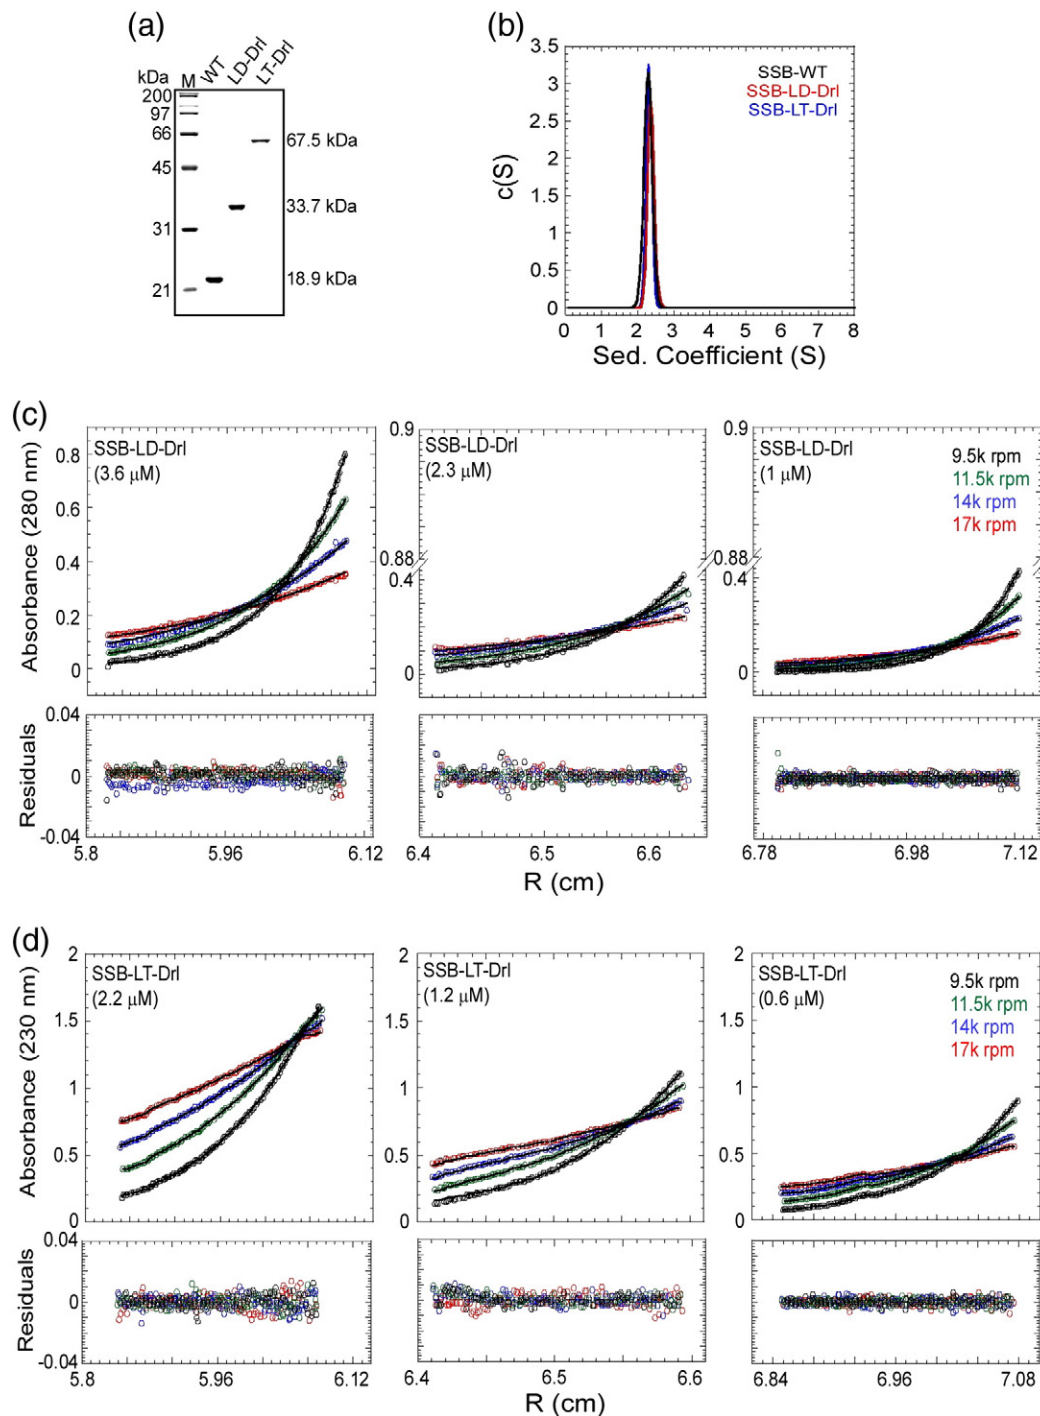 (a)
kDa M WT LD-Drl LT-Drl
200
97
66
45
31
21
67.5 kDa
33.7 kDa
18.9 kDa
(b)
c(S)
3.5
3
2.5
2
1.5
1
0.5
0
0 1 2 3 4 5 6 7 8
Sed. Coefficient (S)
SSB-WT
SSB-LD-Drl
SSB-LT-Drl
(c)
Absorbance (280 nm)
0.8
0.6
0.4
0.2
0
SSB-LD-Drl
(3.6 µM)
0.9
0.88
0.4
0
SSB-LD-Drl
(2.3 µM)
0.9
0.88
0.4
0.2
0
SSB-LD-Drl
(1 µM)
9.5k rpm
11.5k rpm
14k rpm
17k rpm
Residuals
0.04
0
-0.04
5.8 5.96 6.12
6.4 6.5 6.6
6.78 6.98 7.12
R (cm)
(d)
Absorbance (230 nm)
2
1.5
1
0.5
0
SSB-LT-Drl
(2.2 µM)
2
1
0.5
0
SSB-LT-Drl
(1.2 µM)
2
1
0.5
0
SSB-LT-Drl
(0.6 µM)
9.5k rpm
11.5k rpm
14k rpm
17k rpm
Residuals
0.04
0
-0.04
5.8 5.96 6.12
6.4 6.5 6.6
6.84 6.96 7.08
R (cm)